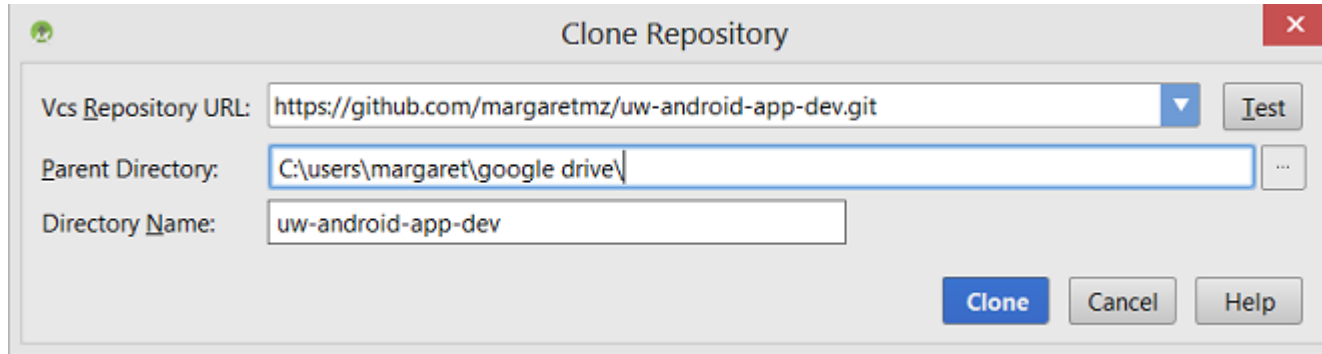 Clone Repository
Vcs Repository URL: https://github.com/margaretmz/uw-android-app-dev.git Test
Parent Directory: C:\users\margaret\google drive\ ...
Directory Name: uw-android-app-dev
Clone Cancel Help